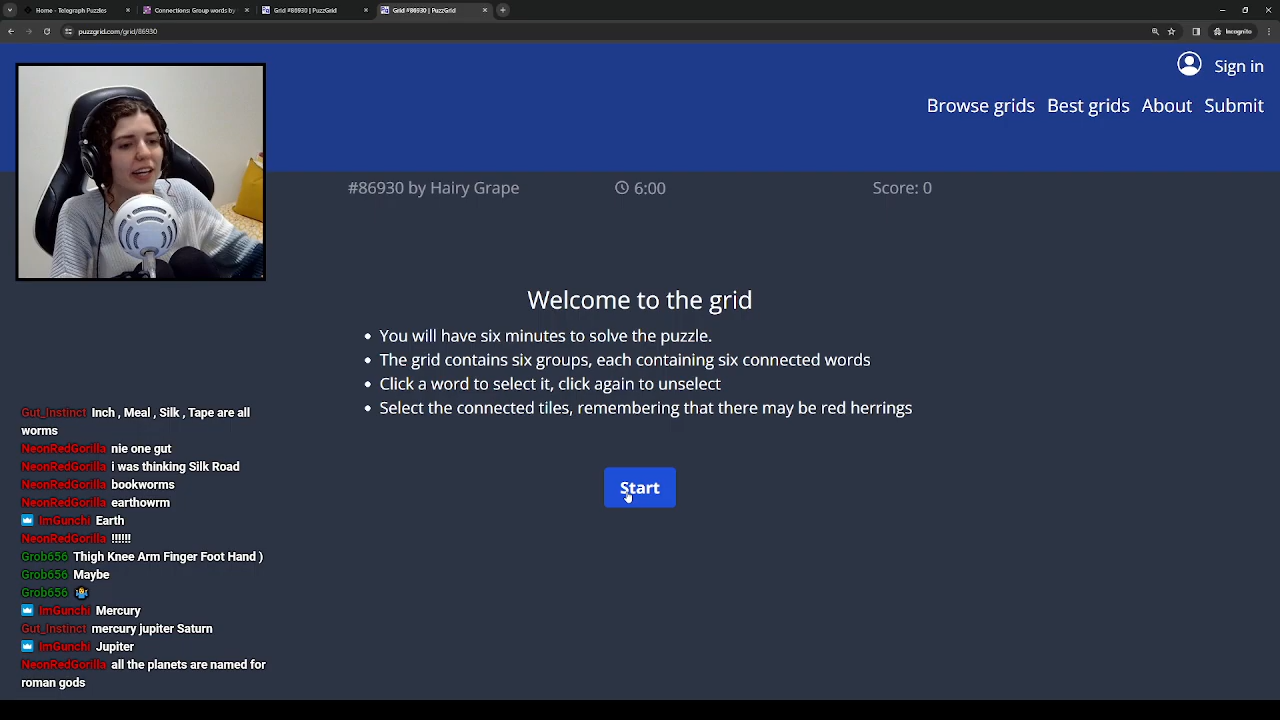 Home - Telegraph Puzzles
Connections: Group words by
Grid #86930 | PuzzGrid
Grid #86930 | PuzzGrid
puzzgrid.com/grid/86930
Incognito
Sign in
Browse grids Best grids About Submit
#86930 by Hairy Grape 6:00 Score: 0
Welcome to the grid
• You will have six minutes to solve the puzzle.
• The grid contains six groups, each containing six connected words
• Click a word to select it, click again to unselect
• Select the connected tiles, remembering that there may be red herrings
Start
Gut_Instinct Inch , Meal , Silk , Tape are all
worms
NeonRedGorilla nie one gut
NeonRedGorilla i was thinking Silk Road
NeonRedGorilla bookworms
NeonRedGorilla earthowrm
ImGunchi Earth
NeonRedGorilla !!!!!!
Grob656 Thigh Knee Arm Finger Foot Hand )
Grob656 Maybe
Grob656 🤷
ImGunchi Mercury
Gut_Instinct mercury jupiter Saturn
ImGunchi Jupiter
NeonRedGorilla all the planets are named for
roman gods